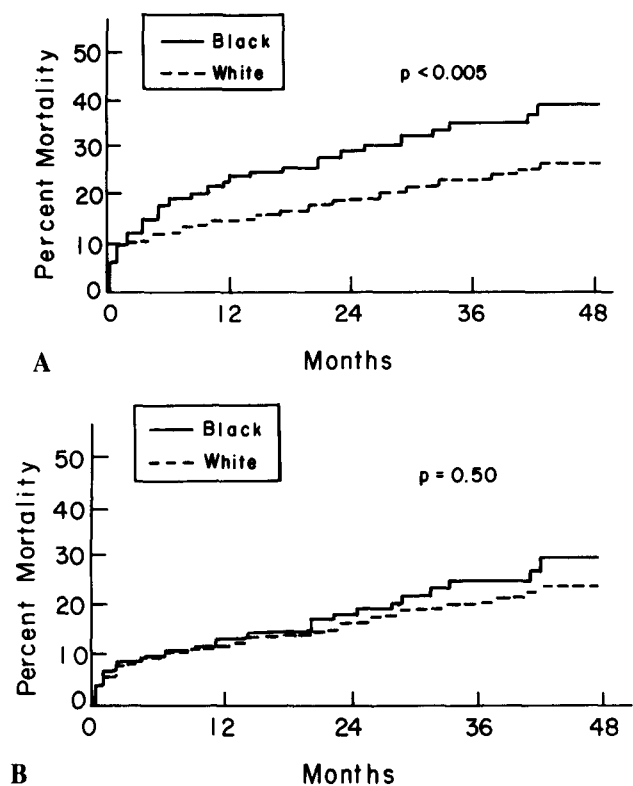 Percent Mortality
50
40
30
20
10
0
Black
White
p < 0.005
0 12 24 36 48
Months
A
Percent Mortality
50
40
30
20
10
0
Black
White
p = 0.50
0 12 24 36 48
Months
B